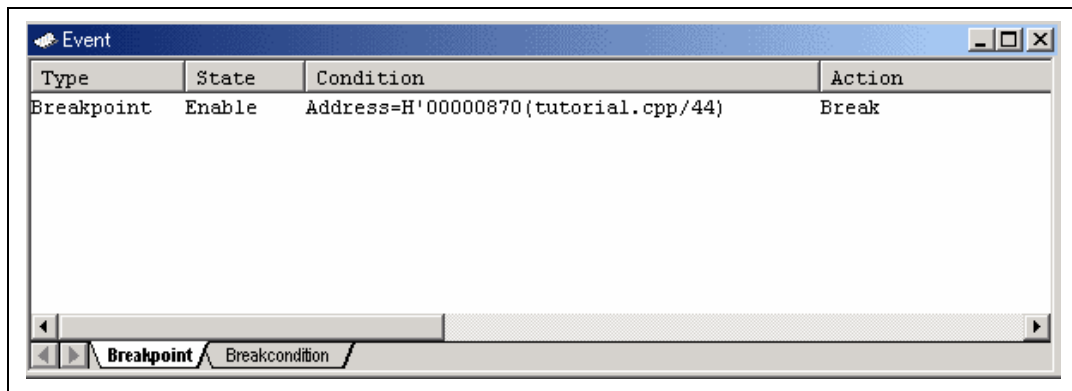 Event
Type State Condition Action
Breakpoint Enable Address=H'00000870(tutorial.cpp/44) Break
Breakpoint Breakcondition